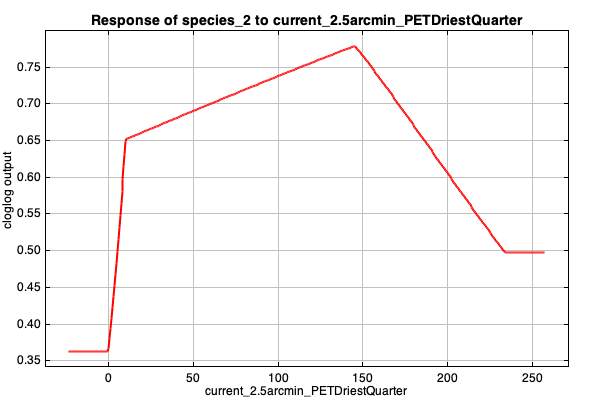 Response of species_2 to current_2.5arcmin_PETDriestQuarter
cloglog output
0.75
0.70
0.65
0.60
0.55
0.50
0.45
0.40
0.35
0 50 100 150 200 250
current_2.5arcmin_PETDriestQuarter